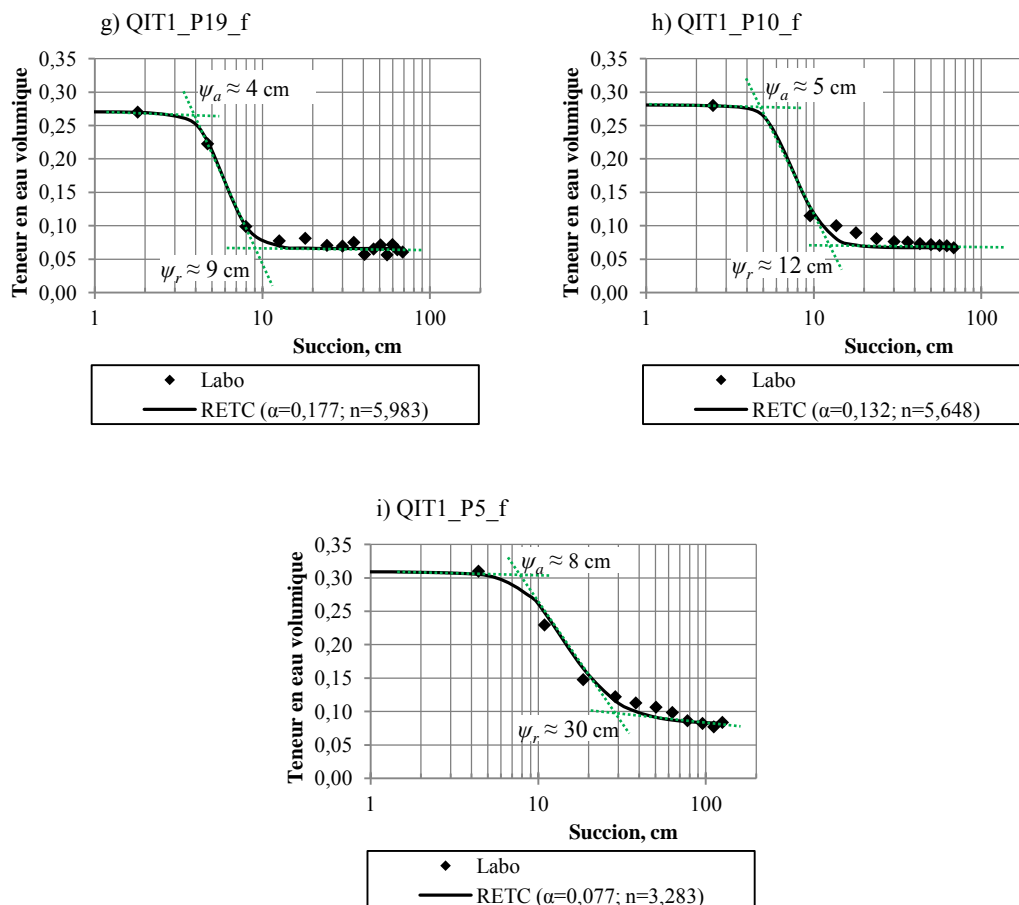 g) QIT1_P19_f
Teneur en eau volumique
0,35
0,30
0,25
0,20
0,15
0,10
0,05
0,00
ψa ≈ 4 cm
ψr ≈ 9 cm
1
10
100
Succion, cm
Labo
RETC (α=0,177; n=5,983)
h) QIT1_P10_f
Teneur en eau volumique
0,35
0,30
0,25
0,20
0,15
0,10
0,05
0,00
ψa ≈ 5 cm
ψr ≈ 12 cm
1
10
100
Succion, cm
Labo
RETC (α=0,132; n=5,648)
i) QIT1_P5_f
Teneur en eau volumique
0,35
0,30
0,25
0,20
0,15
0,10
0,05
0,00
ψa ≈ 8 cm
ψr ≈ 30 cm
1
10
100
Succion, cm
Labo
RETC (α=0,077; n=3,283)